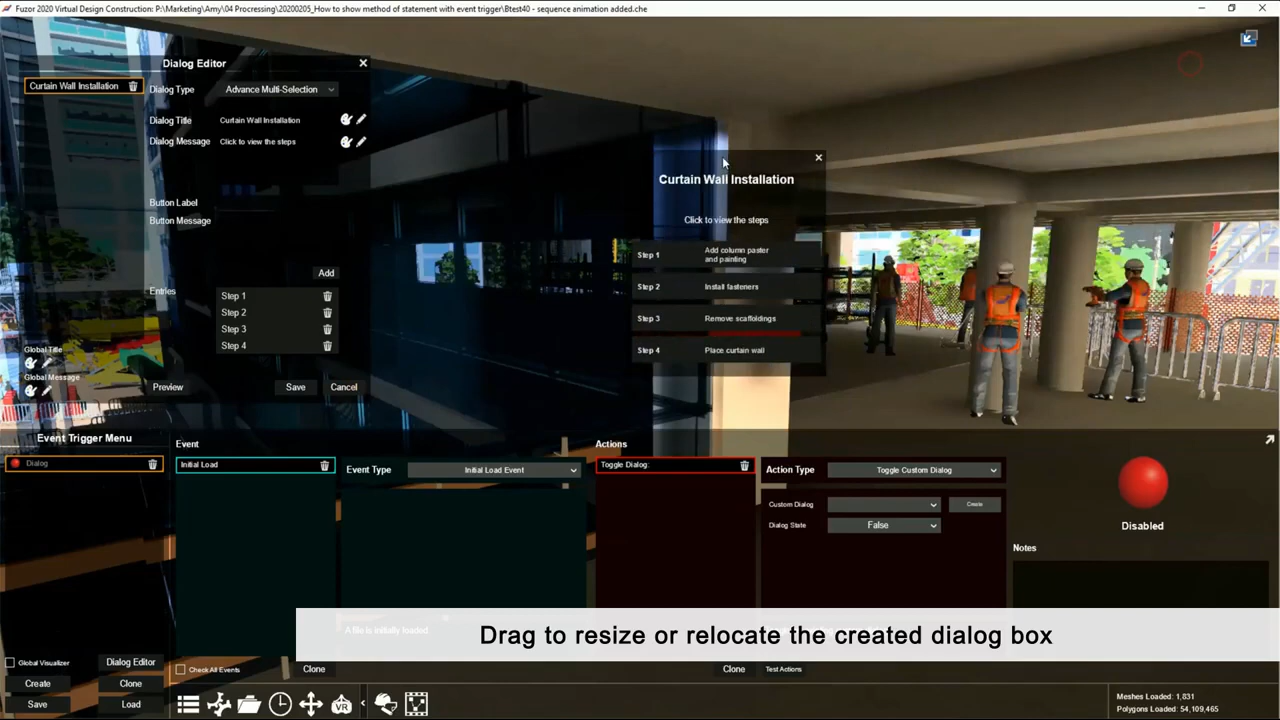 Fuzor 2020 Virtual Design Construction: P:\Marketing\Amy\04 Procressing\20200205_How to show method of statement with event trigger\Btest40 - sequence animation added.che
Dialog Editor
Curtain Wall Installation
Dialog Type
Advance Multi-Selection
Dialog Title
Curtain Wall Installation
Dialog Message
Click to view the steps
Button Label
Button Message
Add
Entries
Step 1
Step 2
Step 3
Step 4
Global Title
Global Message
Preview
Save
Cancel
Curtain Wall Installation
Click to view the steps
Step 1
Add column paster
and painting
Step 2
Install fasteners
Step 3
Remove scaffoldings
Step 4
Place curtain wall
Event Trigger Menu
Dialog
Event
Initial Load
Event Type
Initial Load Event
A file is initially loaded
Actions
Toggle Dialog:
Action Type
Toggle Custom Dialog
Custom Dialog
Create
Dialog State
False
Disabled
Notes
Drag to resize or relocate the created dialog box
Global Visualizer
Dialog Editor
Check All Events
Clone
Clone
Test Actions
Create
Clone
Save
Load
VR
Meshes Loaded: 1,831
Polygons Loaded: 54,109,465